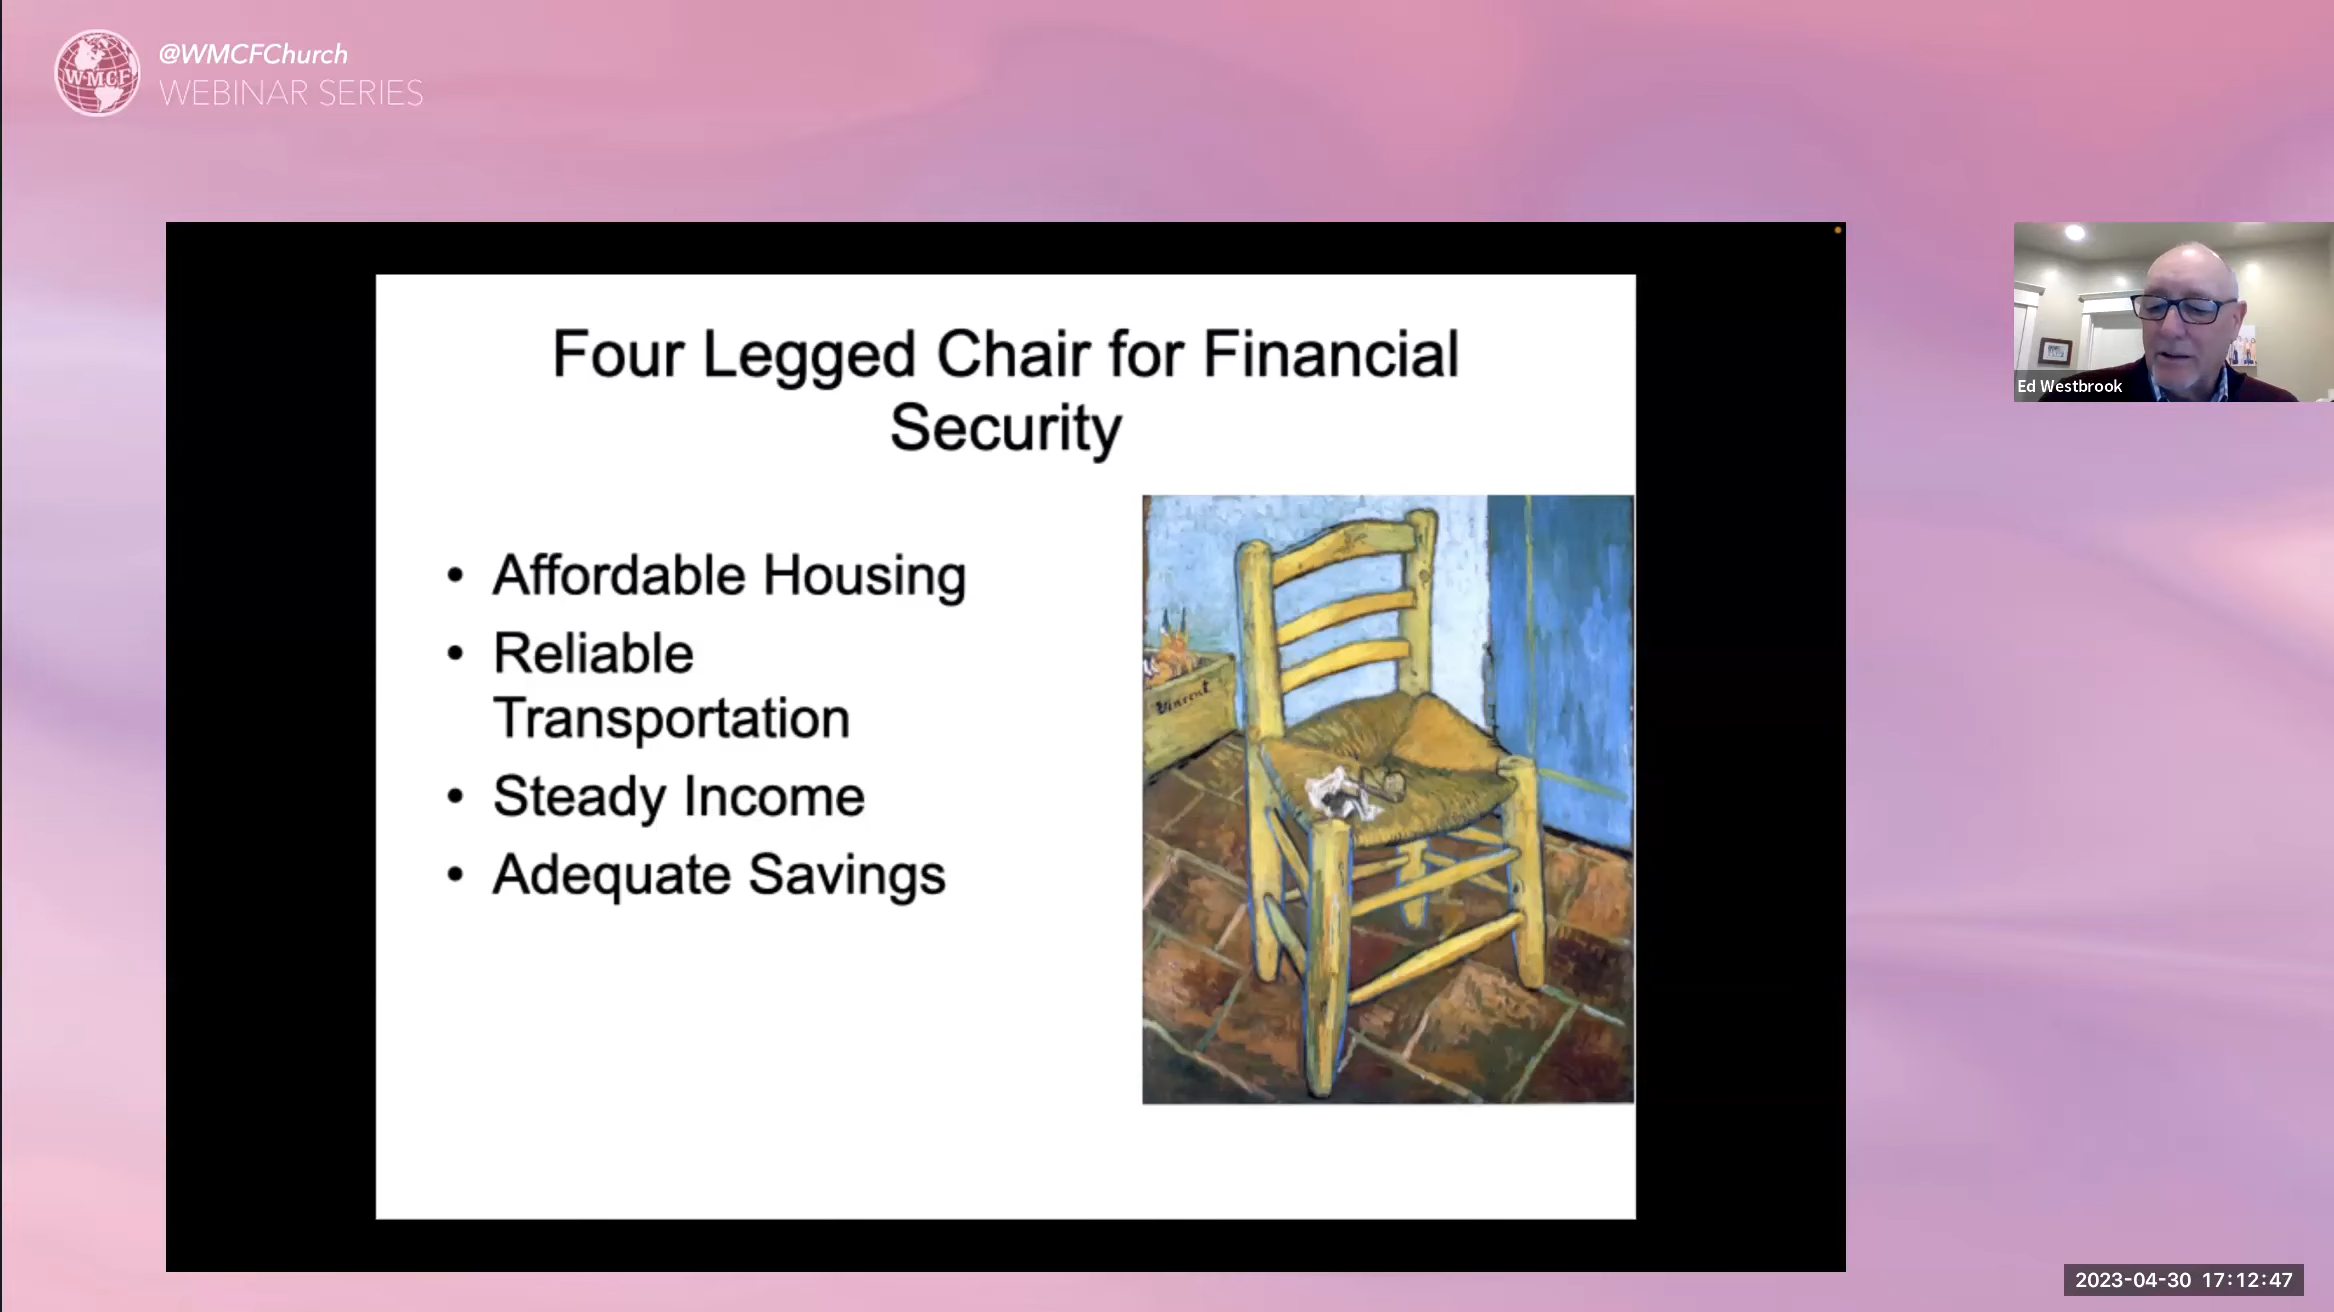 WMCF
@WMCFChurch
WEBINAR SERIES
Four Legged Chair for Financial
Security
• Affordable Housing
• Reliable
Transportation
• Steady Income
• Adequate Savings
Vincent
Ed Westbrook
2023-04-30 17:12:47